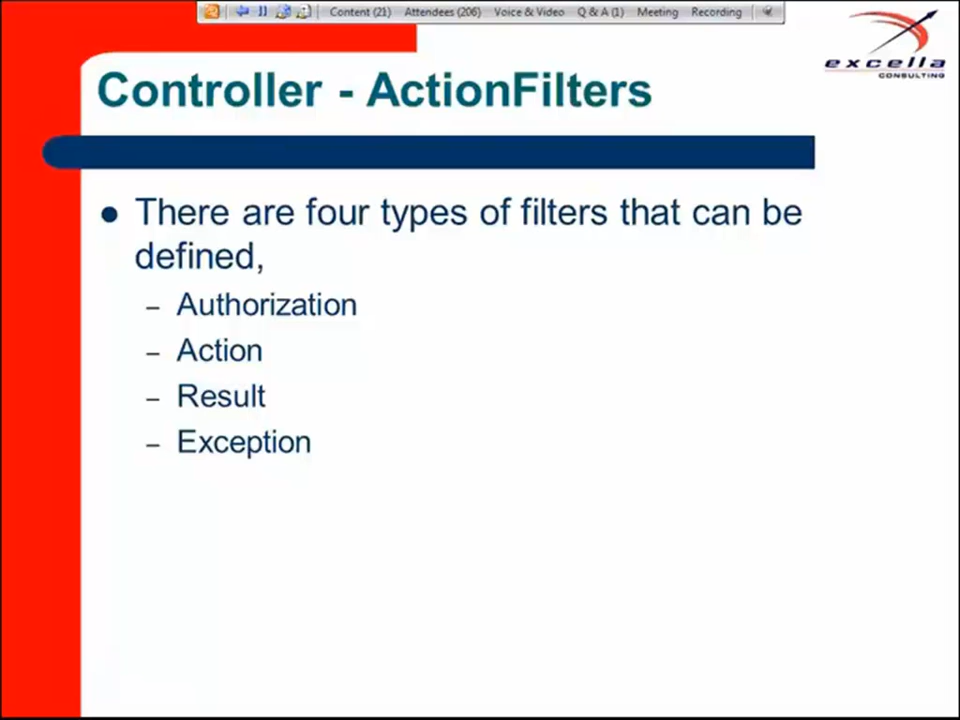 Content (21) Attendees (206) Voice & Video Q & A (1) Meeting Recording
excella
CONSULTING
Controller - ActionFilters
● There are four types of filters that can be
defined,
– Authorization
– Action
– Result
– Exception